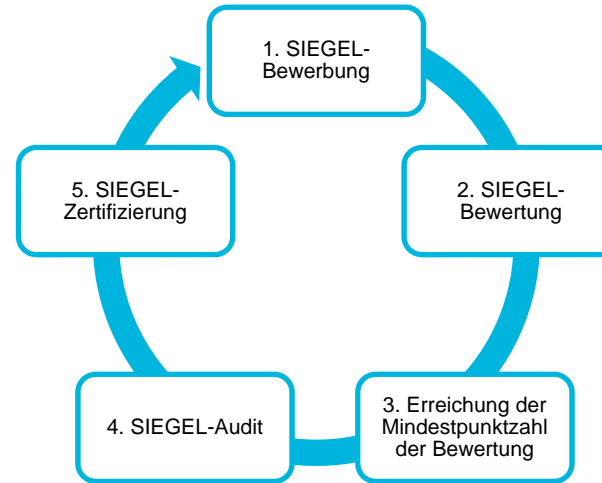 1. SIEGEL-
Bewerbung
2. SIEGEL-
Bewertung
3. Erreichung der
Mindestpunktzahl
der Bewertung
4. SIEGEL-Audit
5. SIEGEL-
Zertifizierung